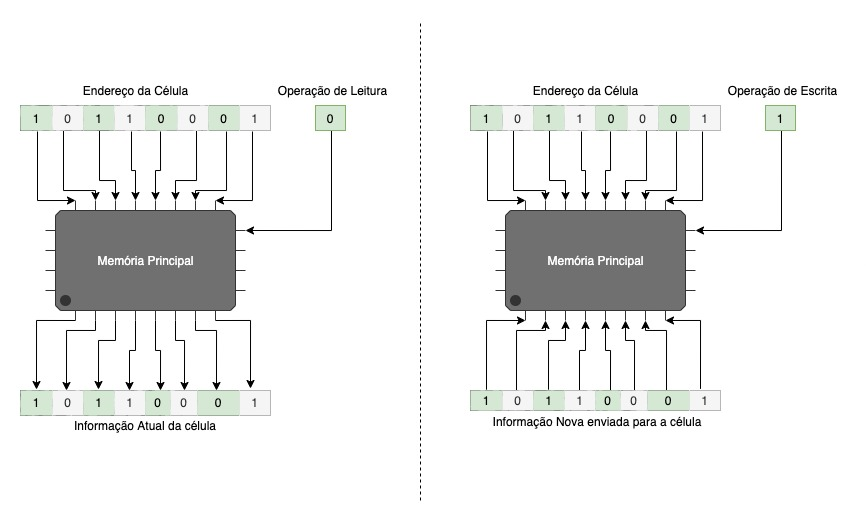 Endereço da Célula
Operação de Leitura
1 0 1 1 0 0 0 1
0
Memória Principal
1 0 1 1 0 0 0 1
Informação Atual da célula
Endereço da Célula
Operação de Escrita
1 0 1 1 0 0 0 1
1
Memória Principal
1 0 1 1 0 0 0 1
Informação Nova enviada para a célula